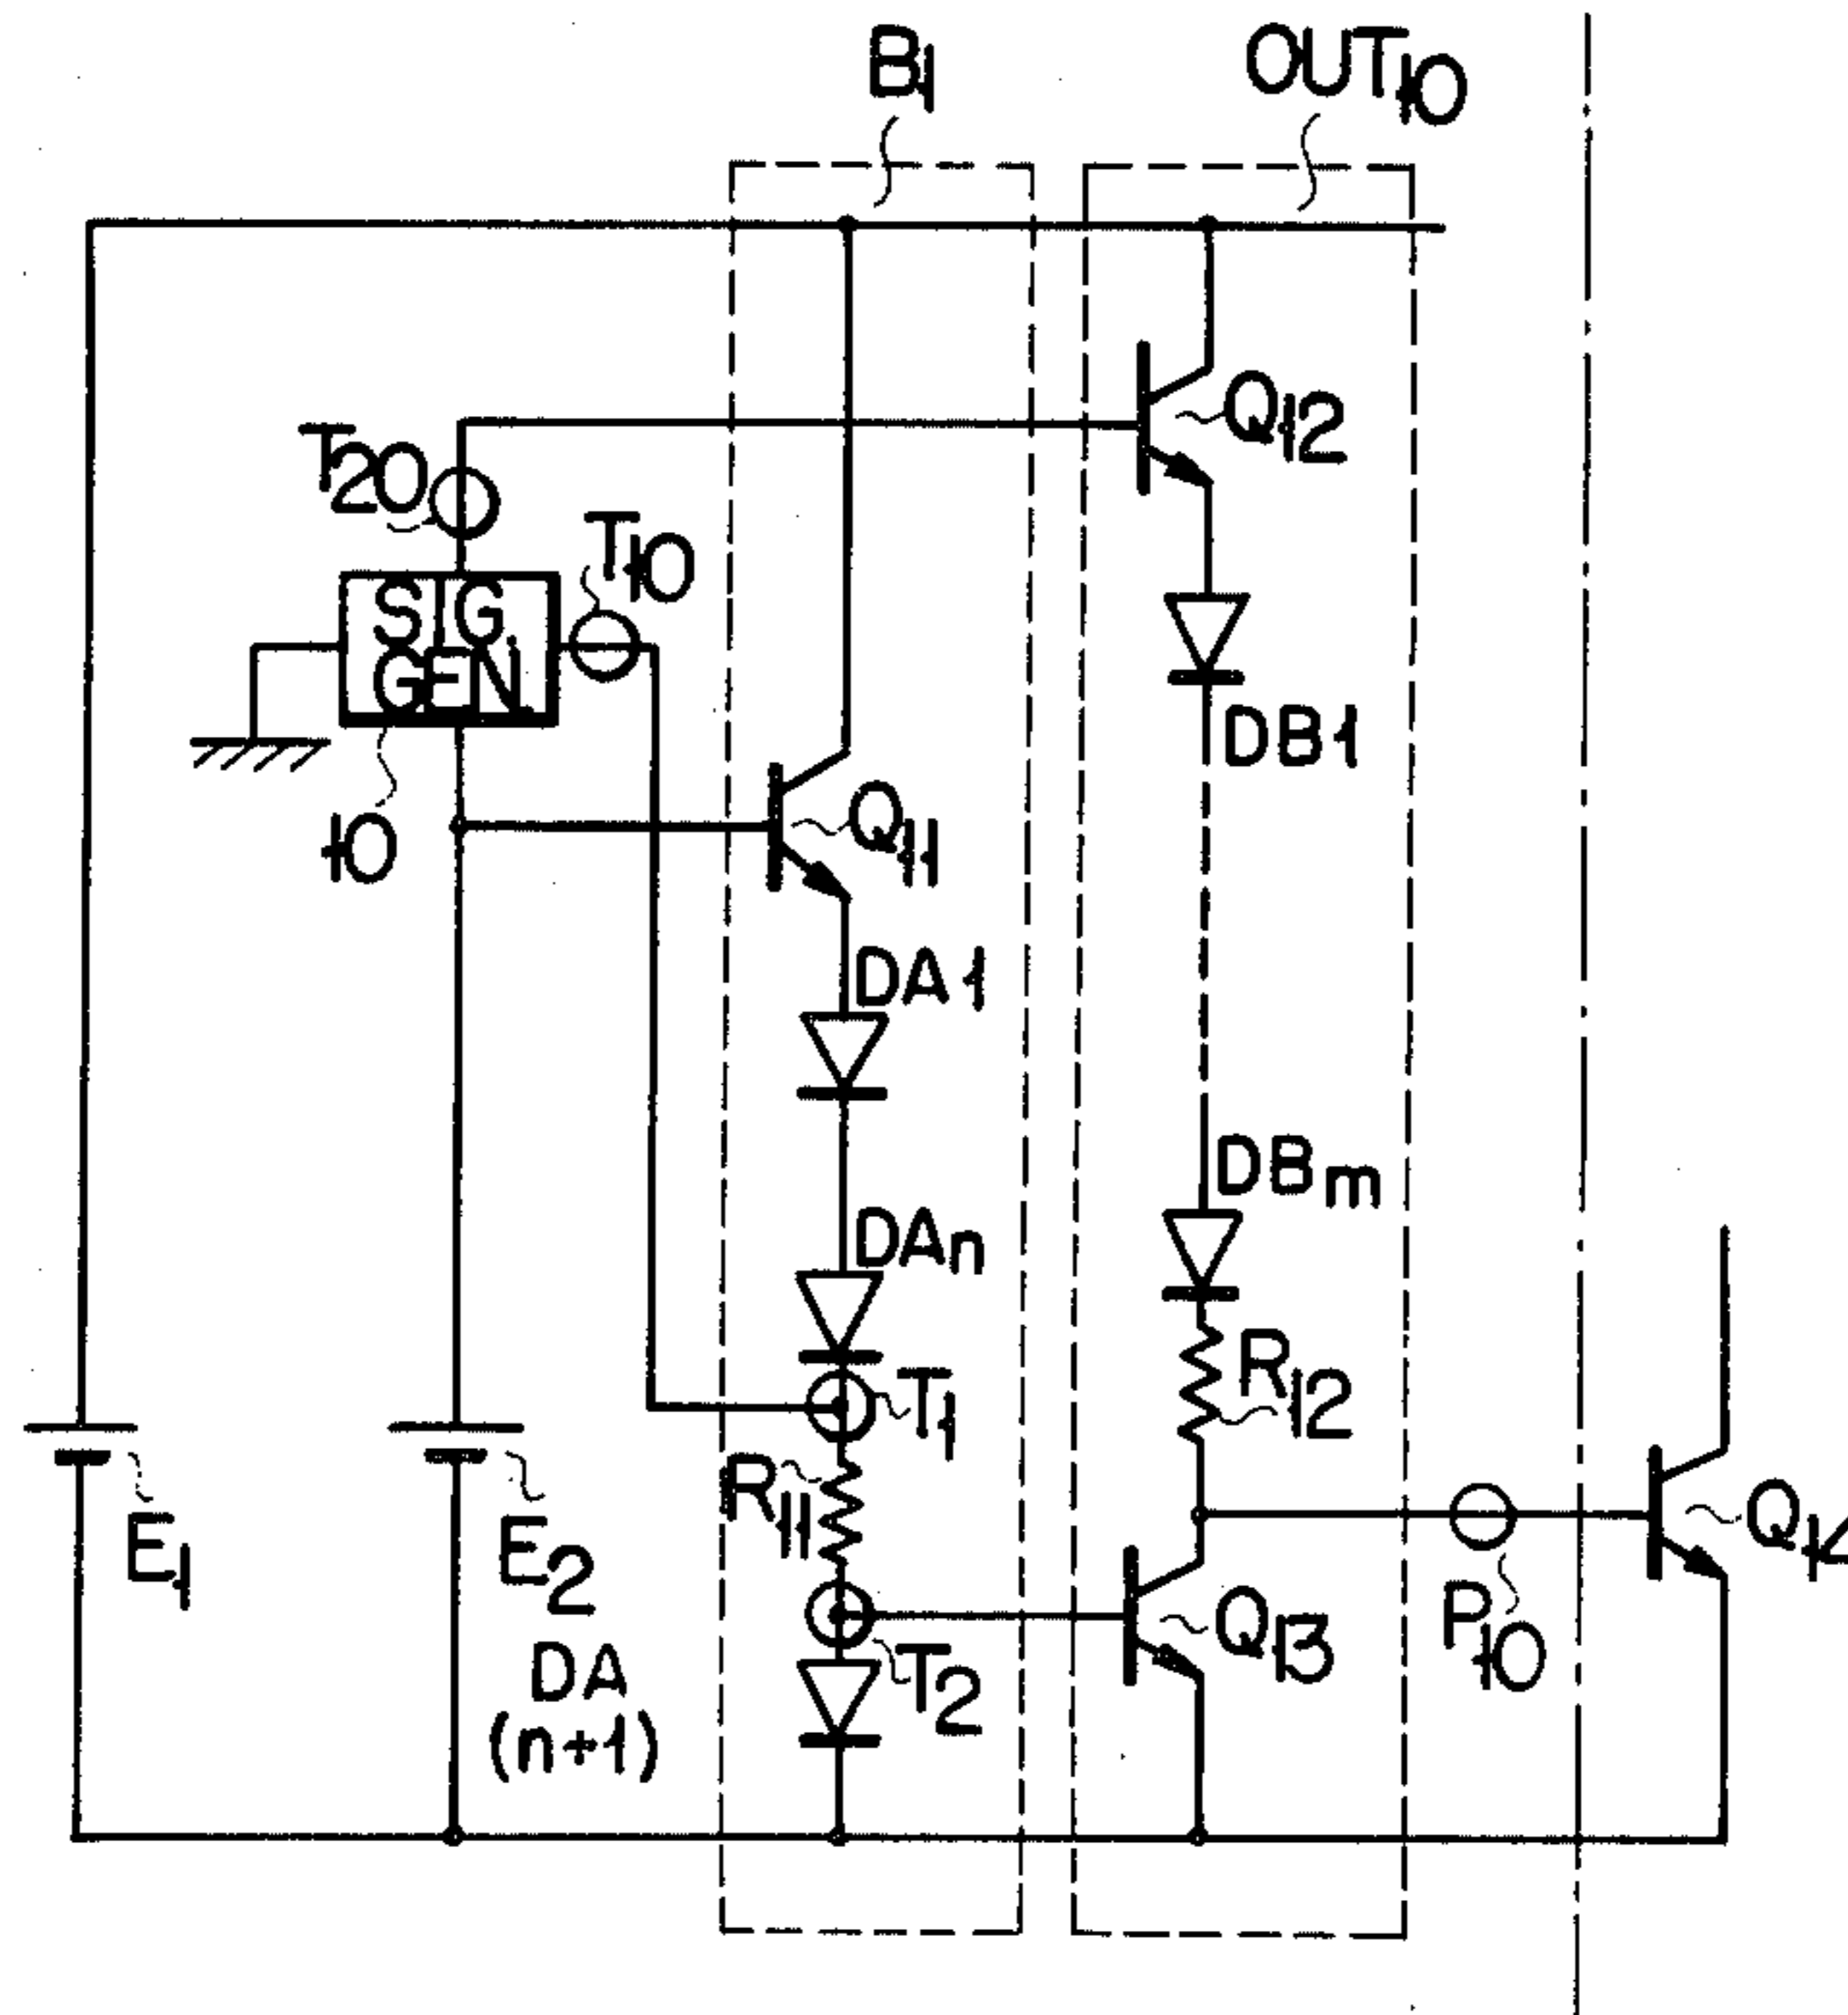 B1
OUT10
Q12
T20
T10
SIG.
GEN.
DB1
10
Q11
DA1
DBm
DAn
R12
T1
R11
E1
E2
Q14
DA
(n+1)
T2
Q13
P10